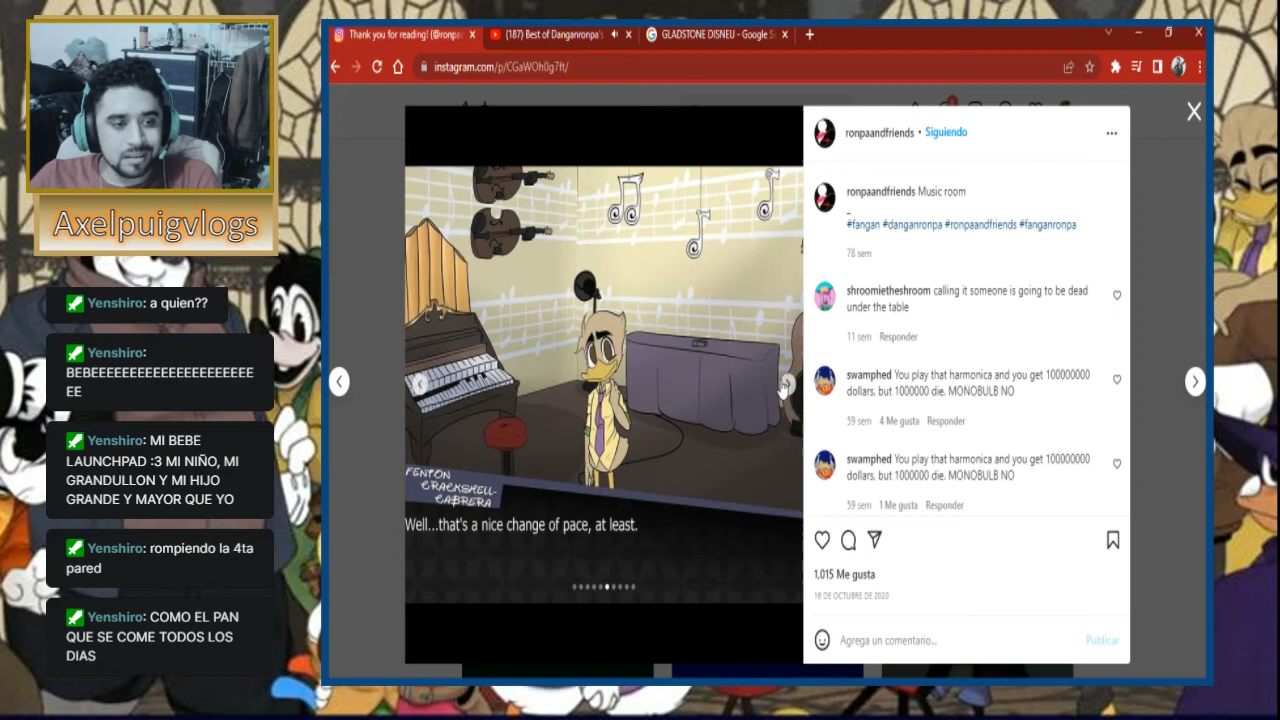 Thank you for reading! (@ronpa
(187) Best of Danganronpa's
GLADSTONE DISNEU - Google S
instagram.com/p/CGaWOh0g7ft/
Axelpuigvlogs
Yenshiro: a quien??
Yenshiro:
BEBEEEEEEEEEEEEEEEEEEEEEEE
EE
Yenshiro: MI BEBE
LAUNCHPAD :3 MI NIÑO, MI
GRANDULLON Y MI HIJO
GRANDE Y MAYOR QUE YO
Yenshiro: rompiendo la 4ta
pared
Yenshiro: COMO EL PAN
QUE SE COME TODOS LOS
DIAS
FENTON
CRACKSHELL-
CABRERA
Well...that's a nice change of pace, at least.
ronpaandfriends • Siguiendo
ronpaandfriends Music room
_
#fangan #danganronpa #ronpaandfriends #fanganronpa
78 sem
shroomietheshroom calling it someone is going to be dead
under the table
11 sem Responder
swamphed You play that harmonica and you get 100000000
dollars, but 1000000 die. MONOBULB NO
59 sem 4 Me gusta Responder
swamphed You play that harmonica and you get 100000000
dollars, but 1000000 die. MONOBULB NO
59 sem 1 Me gusta Responder
1,015 Me gusta
16 DE OCTUBRE DE 2020
Agrega un comentario...
Publicar